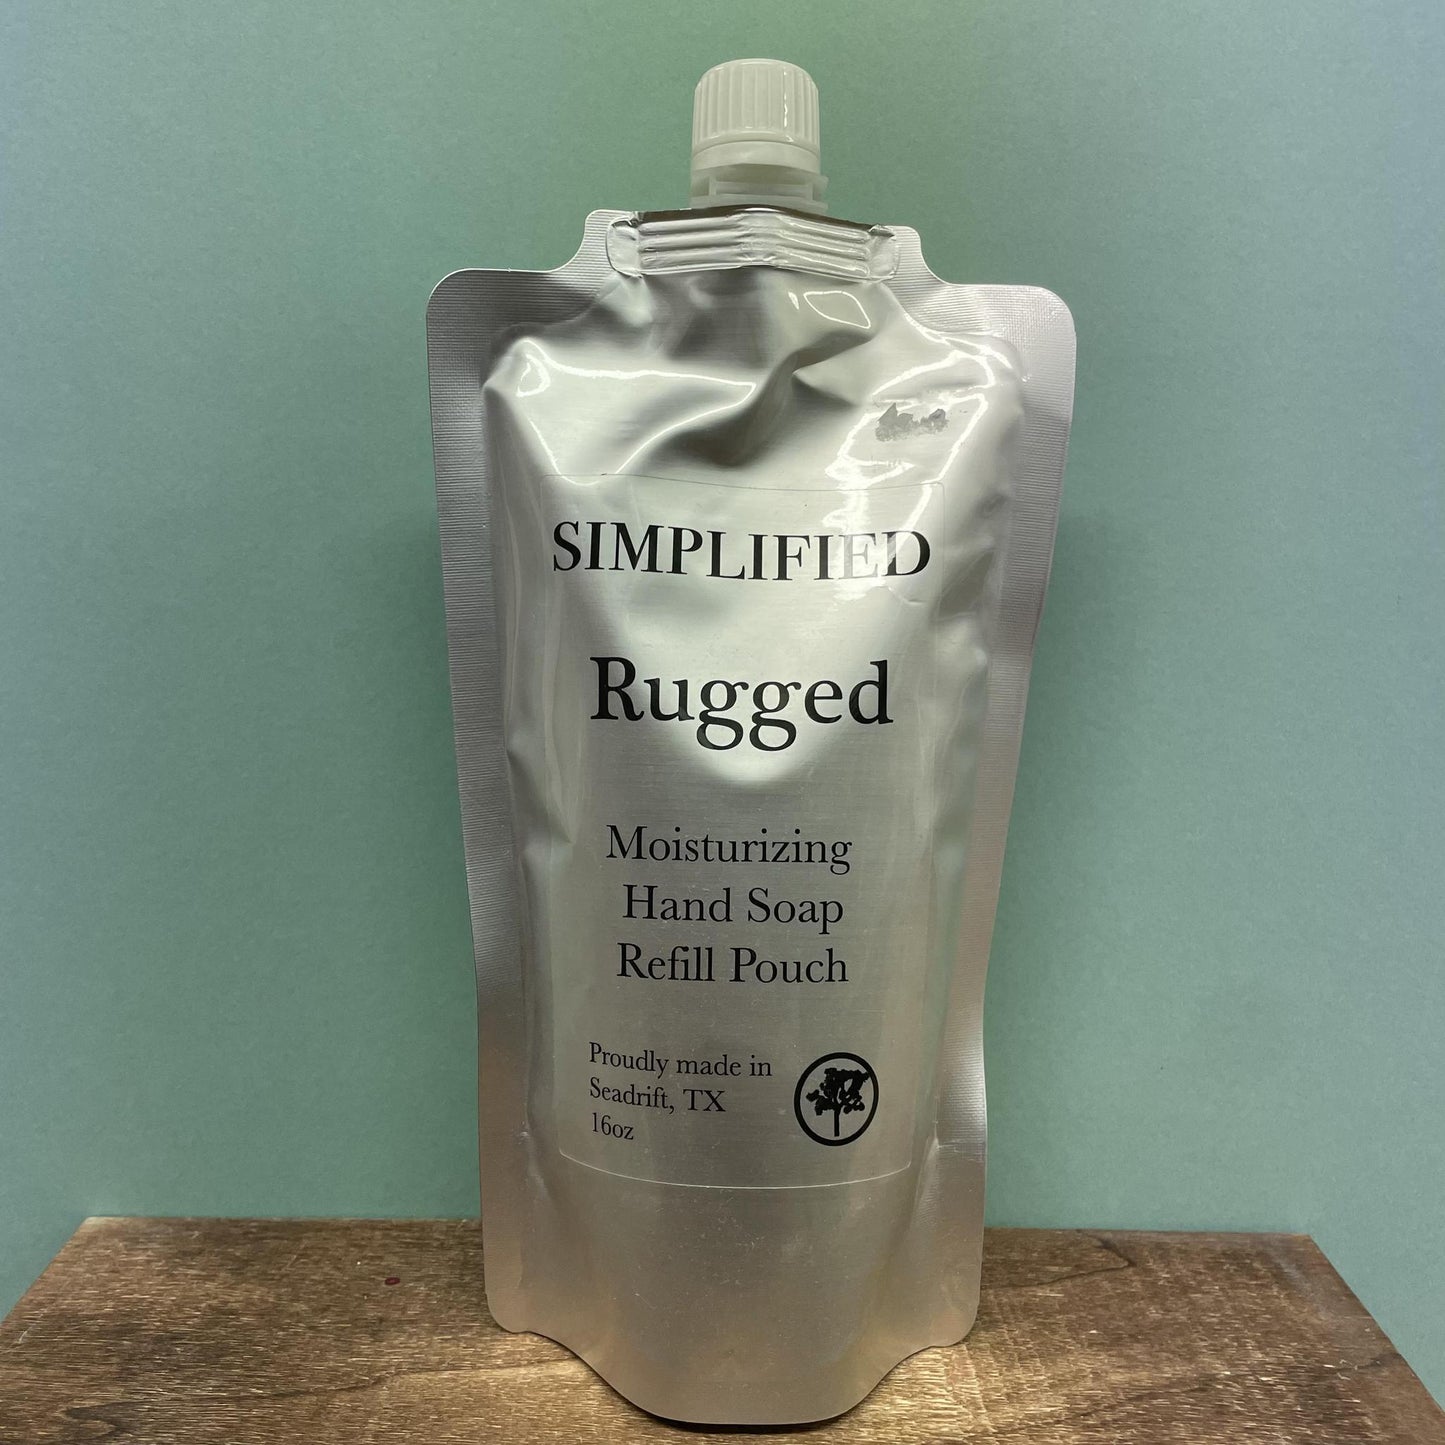 SIMPLIFIED
Rugged
Moisturizing
Hand Soap
Refill Pouch
Proudly made in
Seadrift, TX
16oz